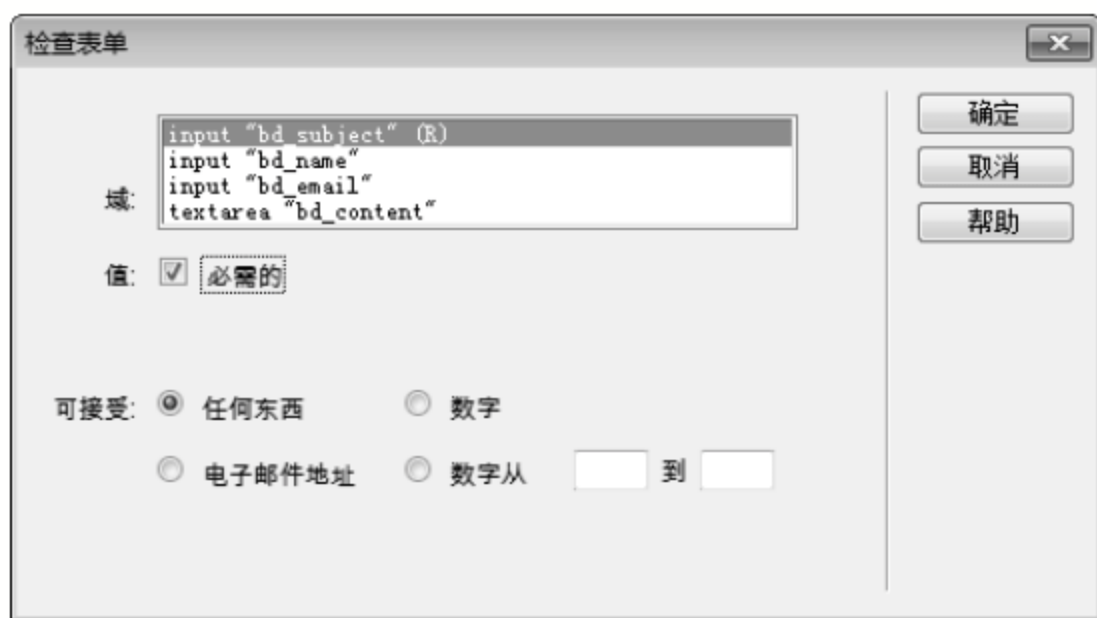 检查表单
input "bd_subject" (R)
input "bd_name"
input "bd_email"
textarea "bd_content"
域:
值: 必需的
可接受: 任何东西 数字
电子邮件地址 数字从 到
确定
取消
帮助